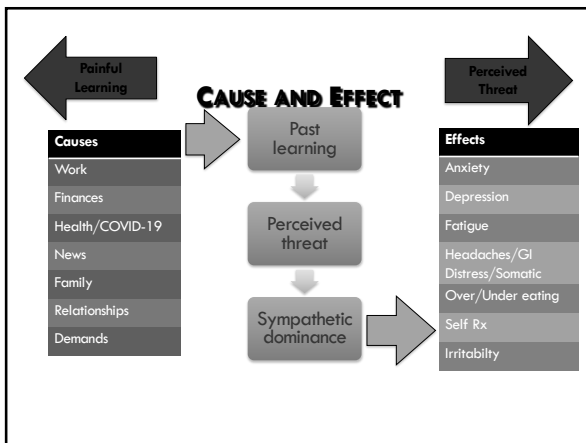 Painful
Learning
Perceived
Threat
CAUSE AND EFFECT
Causes
Work
Finances
Health/COVID-19
News
Family
Relationships
Demands
Past
learning
Perceived
threat
Sympathetic
dominance
Effects
Anxiety
Depression
Fatigue
Headaches/GI
Distress/Somatic
Over/Under eating
Self Rx
Irritabilty